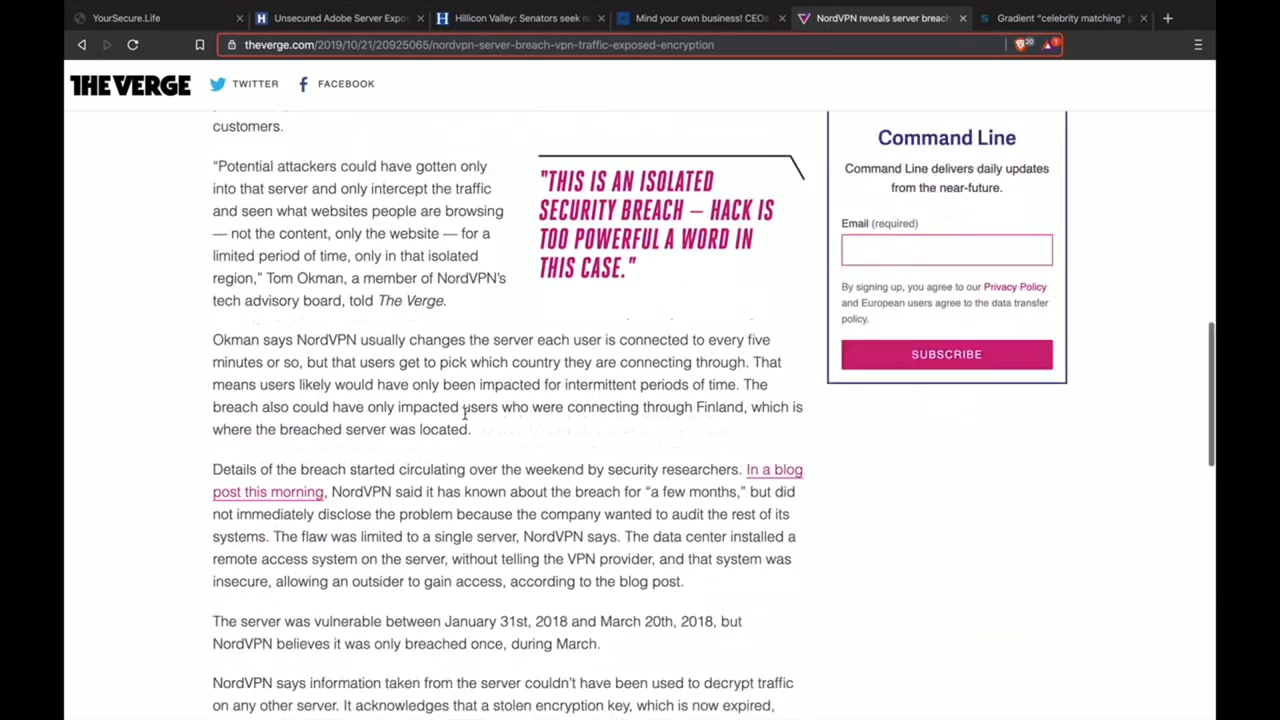 YourSecure.Life
Unsecured Adobe Server Expos
Hillicon Valley: Senators seek n
Mind your own business! CEOs
NordVPN reveals server breach
Gradient “celebrity matching” p
theverge.com/2019/10/21/20925065/nordvpn-server-breach-vpn-traffic-exposed-encryption
20
1
THE VERGE
TWITTER
FACEBOOK
customers.
“Potential attackers could have gotten only
into that server and only intercept the traffic
and seen what websites people are browsing
— not the content, only the website — for a
limited period of time, only in that isolated
region,” Tom Okman, a member of NordVPN’s
tech advisory board, told The Verge.
"THIS IS AN ISOLATED
SECURITY BREACH — HACK IS
TOO POWERFUL A WORD IN
THIS CASE."
Okman says NordVPN usually changes the server each user is connected to every five
minutes or so, but that users get to pick which country they are connecting through. That
means users likely would have only been impacted for intermittent periods of time. The
breach also could have only impacted users who were connecting through Finland, which is
where the breached server was located.
Details of the breach started circulating over the weekend by security researchers. In a blog
post this morning, NordVPN said it has known about the breach for “a few months,” but did
not immediately disclose the problem because the company wanted to audit the rest of its
systems. The flaw was limited to a single server, NordVPN says. The data center installed a
remote access system on the server, without telling the VPN provider, and that system was
insecure, allowing an outsider to gain access, according to the blog post.
The server was vulnerable between January 31st, 2018 and March 20th, 2018, but
NordVPN believes it was only breached once, during March.
NordVPN says information taken from the server couldn’t have been used to decrypt traffic
on any other server. It acknowledges that a stolen encryption key, which is now expired,
Command Line
Command Line delivers daily updates
from the near-future.
Email (required)
By signing up, you agree to our Privacy Policy
and European users agree to the data transfer
policy.
SUBSCRIBE